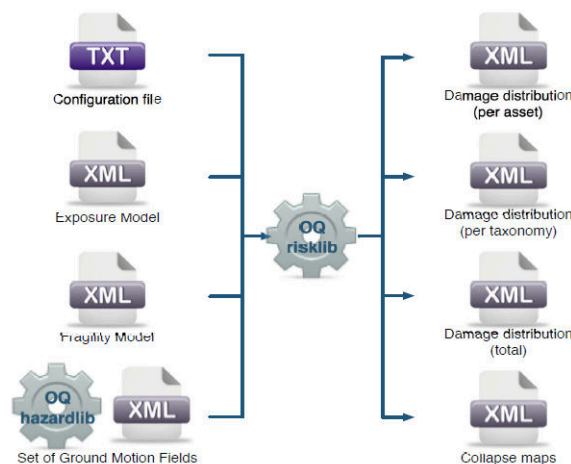 TXT
Configuration file
XML
Exposure Model
XML
Fragility Model
OQ
hazardlib
XML
Set of Ground Motion Fields
OQ
risklib
XML
Damage distribution
(per asset)
XML
Damage distribution
(per taxonomy)
XML
Damage distribution
(total)
XML
Collapse maps